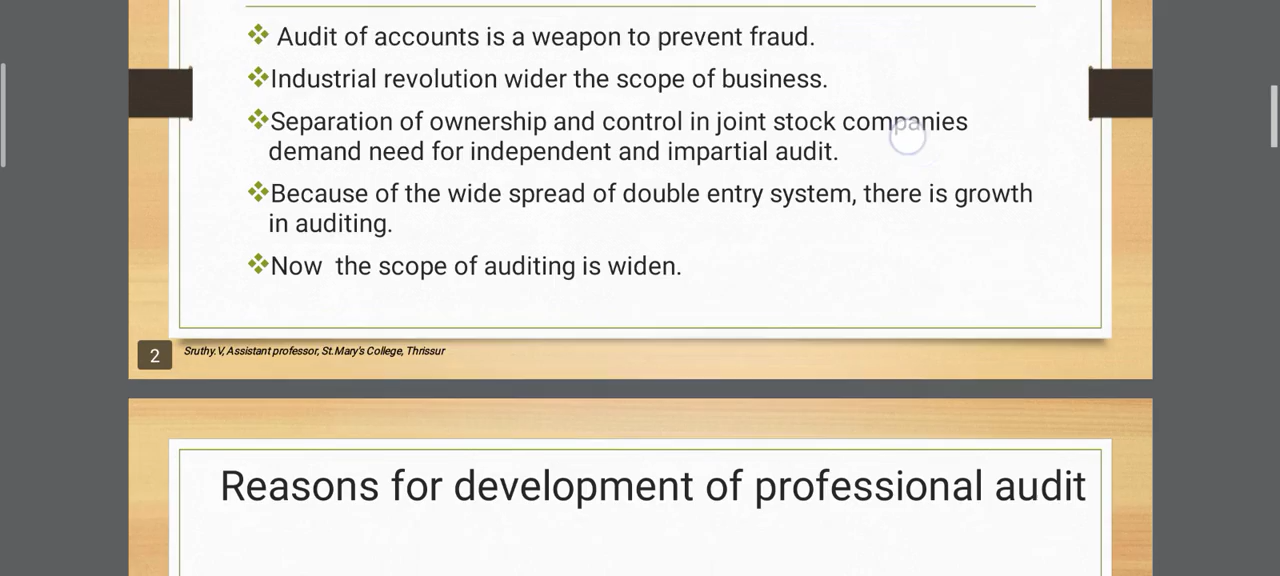 Audit of accounts is a weapon to prevent fraud.
Industrial revolution wider the scope of business.
Separation of ownership and control in joint stock companies
demand need for independent and impartial audit.
Because of the wide spread of double entry system, there is growth
in auditing.
Now the scope of auditing is widen.
2
Sruthy.V, Assistant professor, St.Mary's College, Thrissur
Reasons for development of professional audit